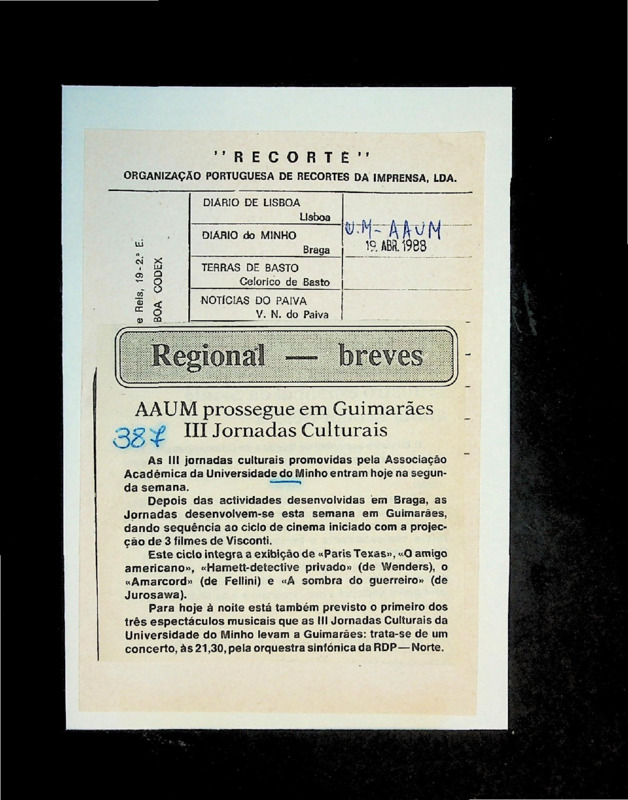 "RECORTE"
ORGANIZAÇÃO PORTUGUESA DE RECORTES DA IMPRENSA, LDA.
e Reis, 19-2.º E.
BOA CODEX
DIÁRIO DE LISBOA
Lisboa
DIÁRIO do MINHO
Braga
TERRAS DE BASTO
Celorico de Basto
NOTÍCIAS DO PAIVA
V. N. do Paiva
U.M-AAUM
19. ABR. 1988
Regional — breves
AAUM prossegue em Guimarães
III Jornadas Culturais
387
As III jornadas culturais promovidas pela Associação
Académica da Universidade do Minho entram hoje na segun-
da semana.
Depois das actividades desenvolvidas em Braga, as
Jornadas desenvolvem-se esta semana em Guimarães,
dando sequência ao ciclo de cinema iniciado com a projec-
ção de 3 filmes de Visconti.
Este ciclo integra a exibição de «Paris Texas», «O amigo
americano», «Hamett-detective privado» (de Wenders), o
«Amarcord» (de Fellini) e «A sombra do guerreiro» (de
Jurosawa).
Para hoje à noite está também previsto o primeiro dos
três espectáculos musicais que as III Jornadas Culturais da
Universidade do Minho levam a Guimarães: trata-se de um
concerto, às 21,30, pela orquestra sinfónica da RDP — Norte.